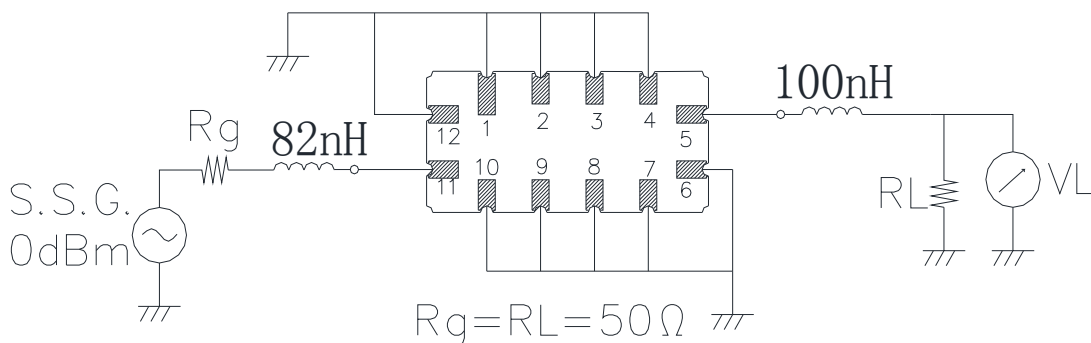 100nH
1 2 3 4 5
Rg 82nH 12
10 9 8 7
11 6
S.S.G.
0dBm
RL VL
Rg=RL=50Ω